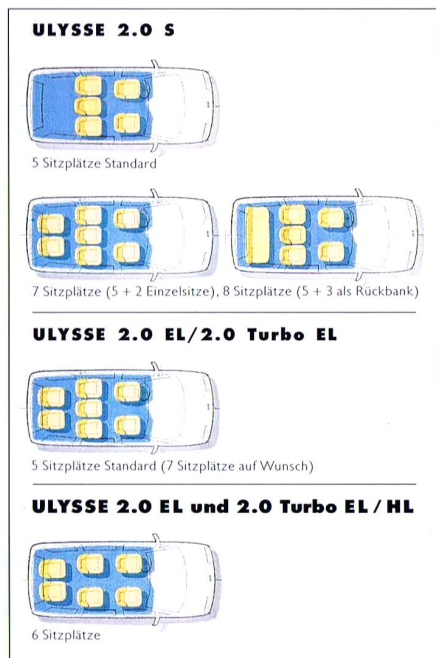 ULYSSE 2.0 S
5 Sitzplätze Standard
7 Sitzplätze (5 + 2 Einzelsitze), 8 Sitzplätze (5 + 3 als Rückbank)
ULYSSE 2.0 EL/2.0 Turbo EL
5 Sitzplätze Standard (7 Sitzplätze auf Wunsch)
ULYSSE 2.0 EL und 2.0 Turbo EL / HL
6 Sitzplätze